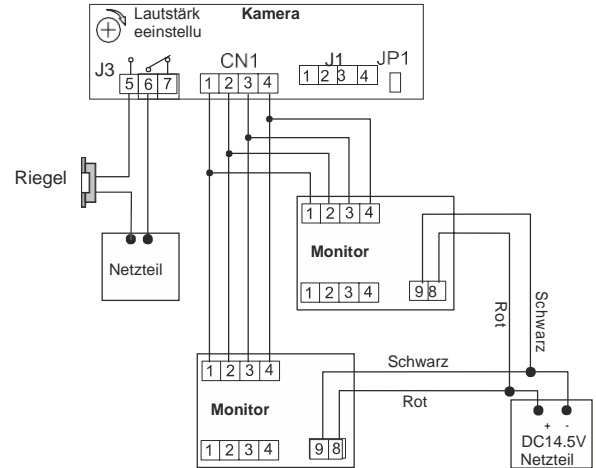 Lautstärk
eeinstellu
Kamera
J3
CN1
J1
JP1
5 6 7
1 2 3 4
1 2 3 4
Riegel
Netzteil
1 2 3 4
Monitor
1 2 3 4
9 8
Rot
Schwarz
1 2 3 4
Monitor
1 2 3 4
9 8
Schwarz
Rot
+ -
DC14.5V
Netzteil